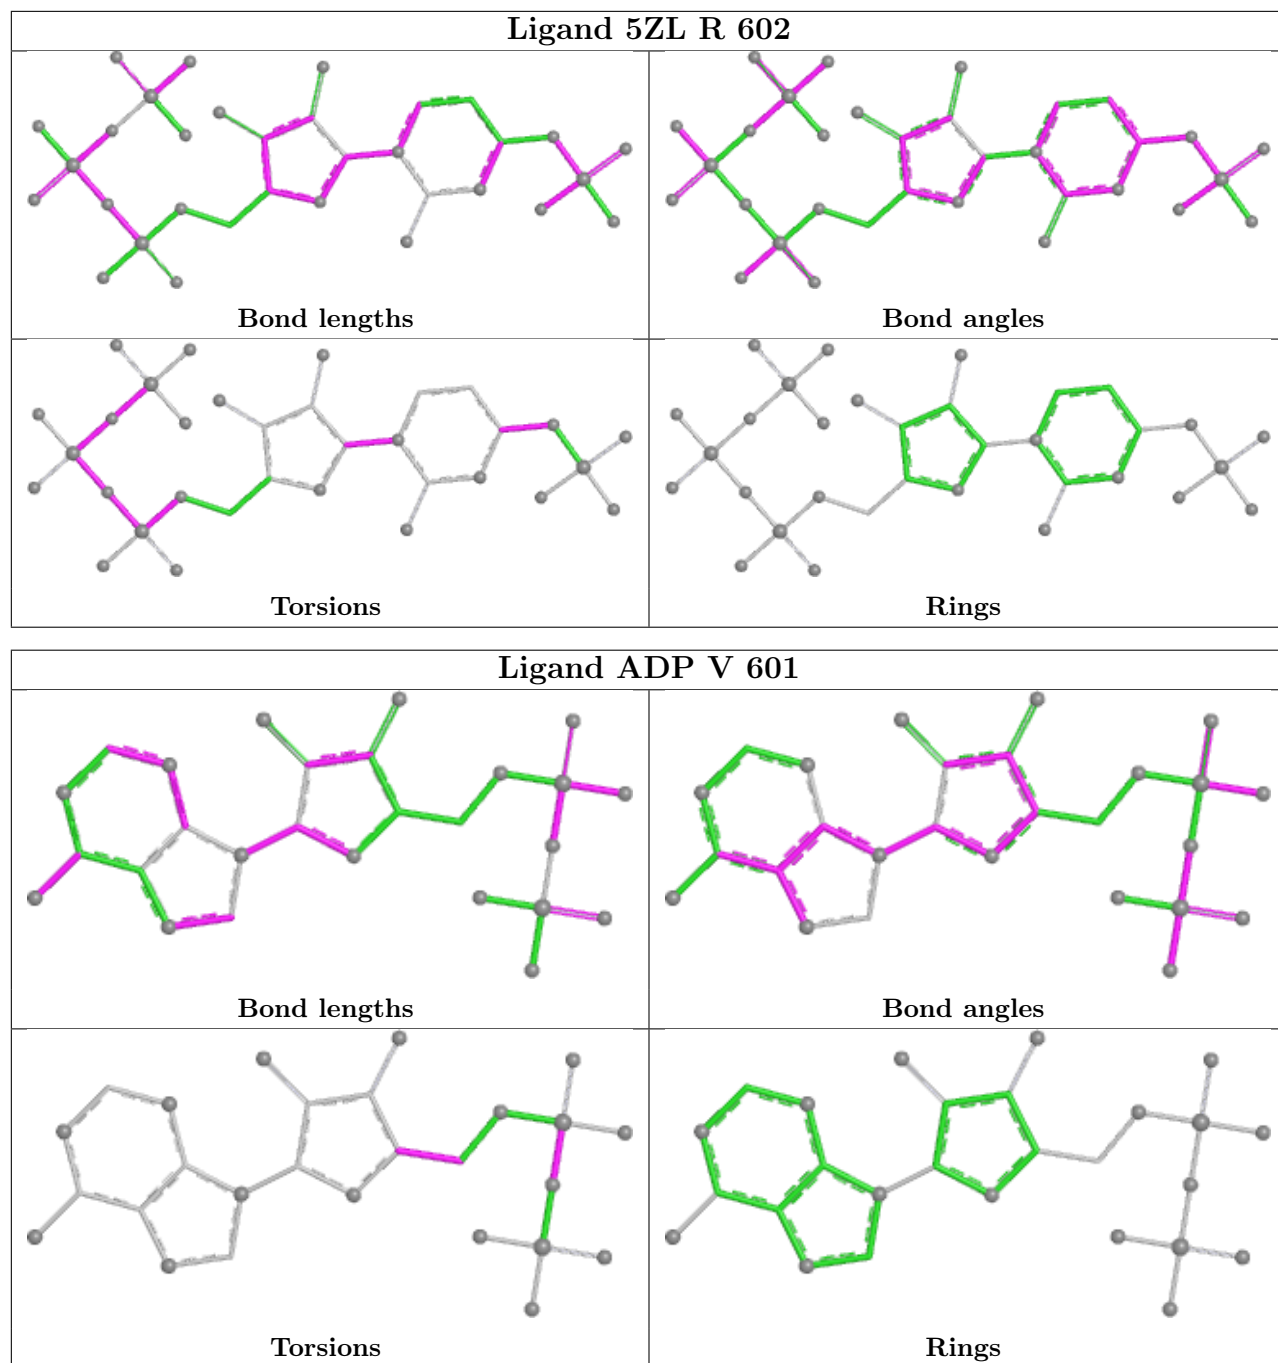 Ligand 5ZL R 602
Bond lengths
Bond angles
Torsions
Rings
Ligand ADP V 601
Bond lengths
Bond angles
Torsions
Rings